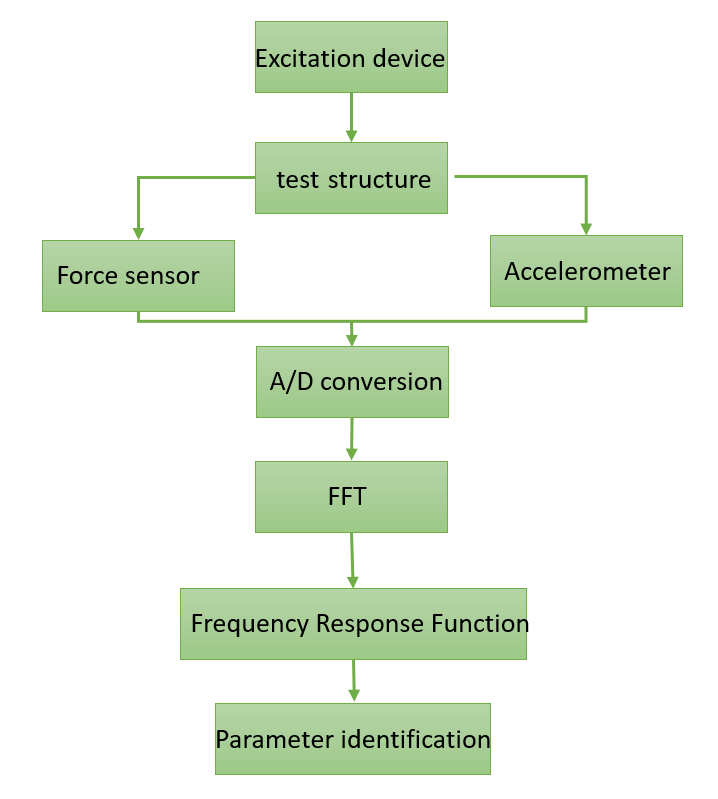 Excitation device
test structure
Force sensor
Accelerometer
A/D conversion
FFT
Frequency Response Function
Parameter identification